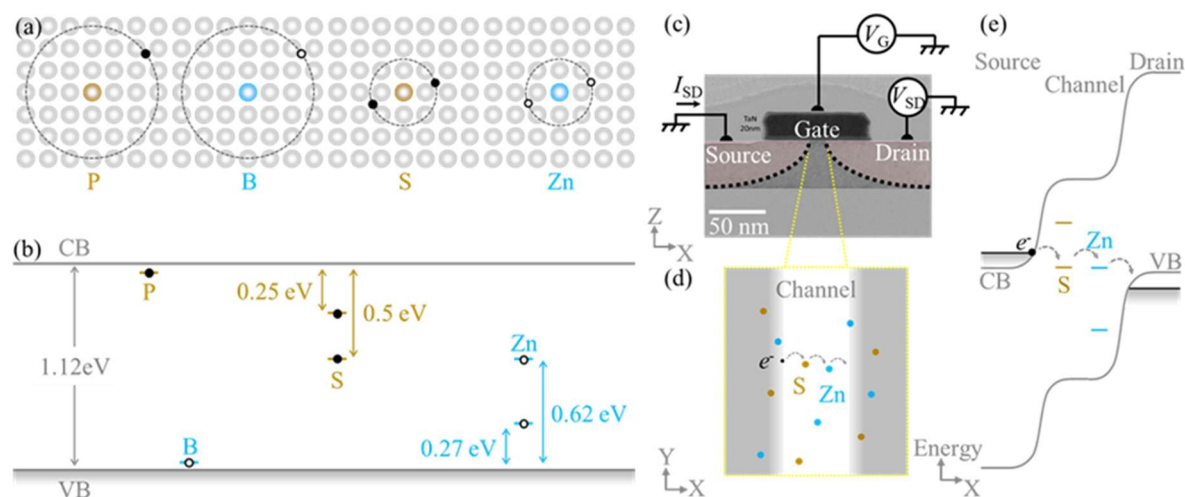 (a)
P
B
S
Zn
(b)
CB
P
0.25 eV
0.5 eV
1.12eV
S
Zn
0.62 eV
0.27 eV
B
VB
(c)
V_G
I_SD
V_SD
TaN
20nm
Gate
Source
Drain
50 nm
Z
X
(d)
Channel
e-
S
Zn
Y
X
(e)
Source
Channel
Drain
e-
Zn
CB
S
VB
Energy
X